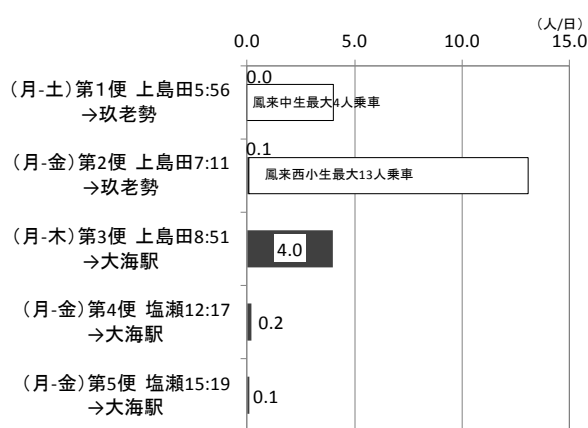 （人/日）
0.0 5.0 10.0 15.0
（月-土）第1便 上島田5:56
→玖老勢
0.0
鳳来中生最大4人乗車
（月-金）第2便 上島田7:11
→玖老勢
0.1
鳳来西小生最大13人乗車
（月-木）第3便 上島田8:51
→大海駅
4.0
（月-金）第4便 塩瀬12:17
→大海駅
0.2
（月-金）第5便 塩瀬15:19
→大海駅
0.1